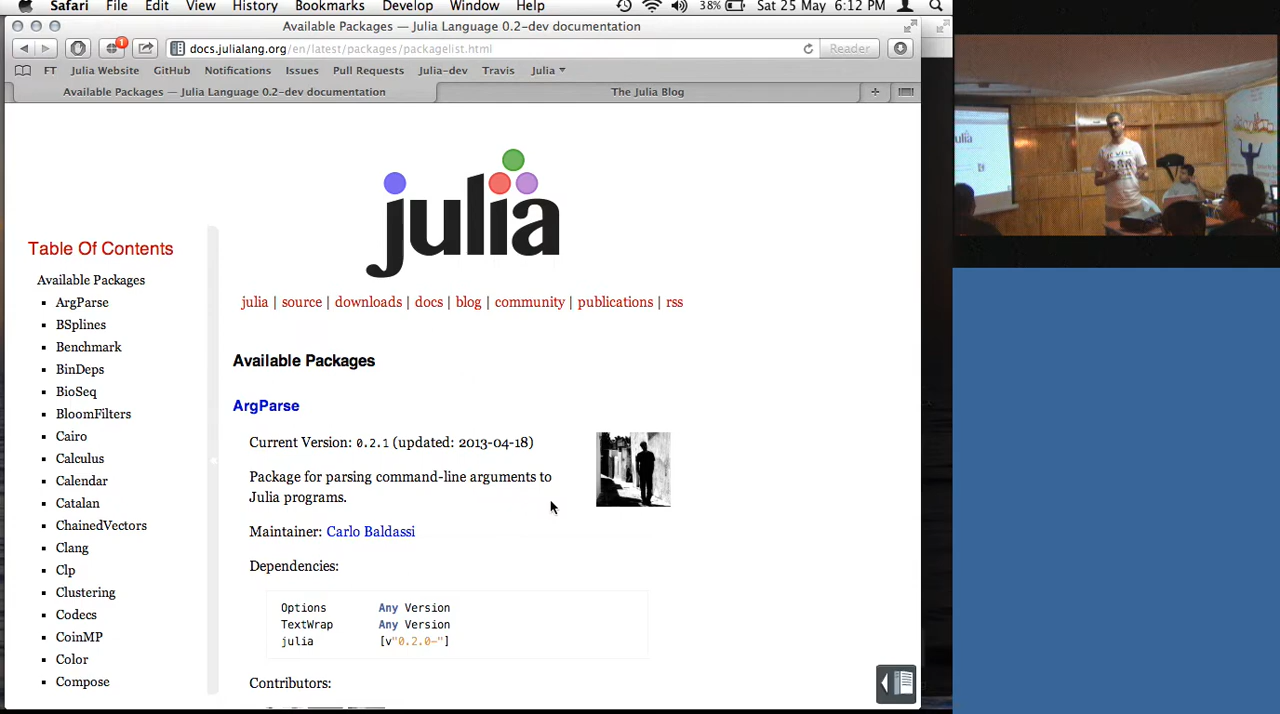 Safari File Edit View History Bookmarks Develop Window Help 38% Sat 25 May 6:12 PM
Available Packages — Julia Language 0.2-dev documentation
1 docs.julialang.org/en/latest/packages/packagelist.html Reader
FT Julia Website GitHub Notifications Issues Pull Requests Julia-dev Travis Julia
Available Packages — Julia Language 0.2-dev documentation The Julia Blog
julia
julia | source | downloads | docs | blog | community | publications | rss
Table Of Contents
Available Packages
ArgParse
BSplines
Benchmark
BinDeps
BioSeq
BloomFilters
Cairo
Calculus
Calendar
Catalan
ChainedVectors
Clang
Clp
Clustering
Codecs
CoinMP
Color
Compose
Available Packages
ArgParse
Current Version: 0.2.1 (updated: 2013-04-18)
Package for parsing command-line arguments to
Julia programs.
Maintainer: Carlo Baldassi
Dependencies:
Options Any Version
TextWrap Any Version
julia [v"0.2.0-"]
Contributors:
julia